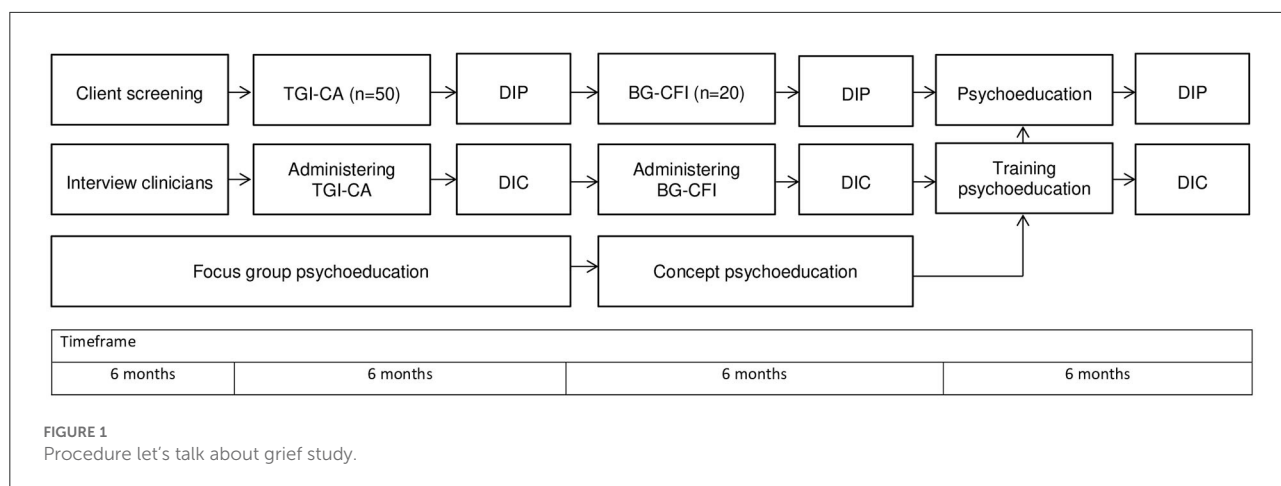 Client screening
TGI-CA (n=50)
DIP
BG-CFI (n=20)
DIP
Psychoeducation
DIP
Interview clinicians
Administering
TGI-CA
DIC
Administering
BG-CFI
DIC
Training
psychoeducation
DIC
Focus group psychoeducation
Concept psychoeducation
Timeframe
6 months
6 months
6 months
6 months
FIGURE 1
Procedure let's talk about grief study.